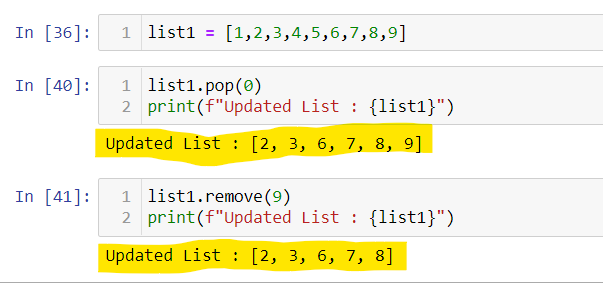 In [36]: 1 list1 = [1,2,3,4,5,6,7,8,9]
In [40]: 1 list1.pop(0)
2 print(f"Updated List : {list1}")
Updated List : [2, 3, 6, 7, 8, 9]
In [41]: 1 list1.remove(9)
2 print(f"Updated List : {list1}")
Updated List : [2, 3, 6, 7, 8]